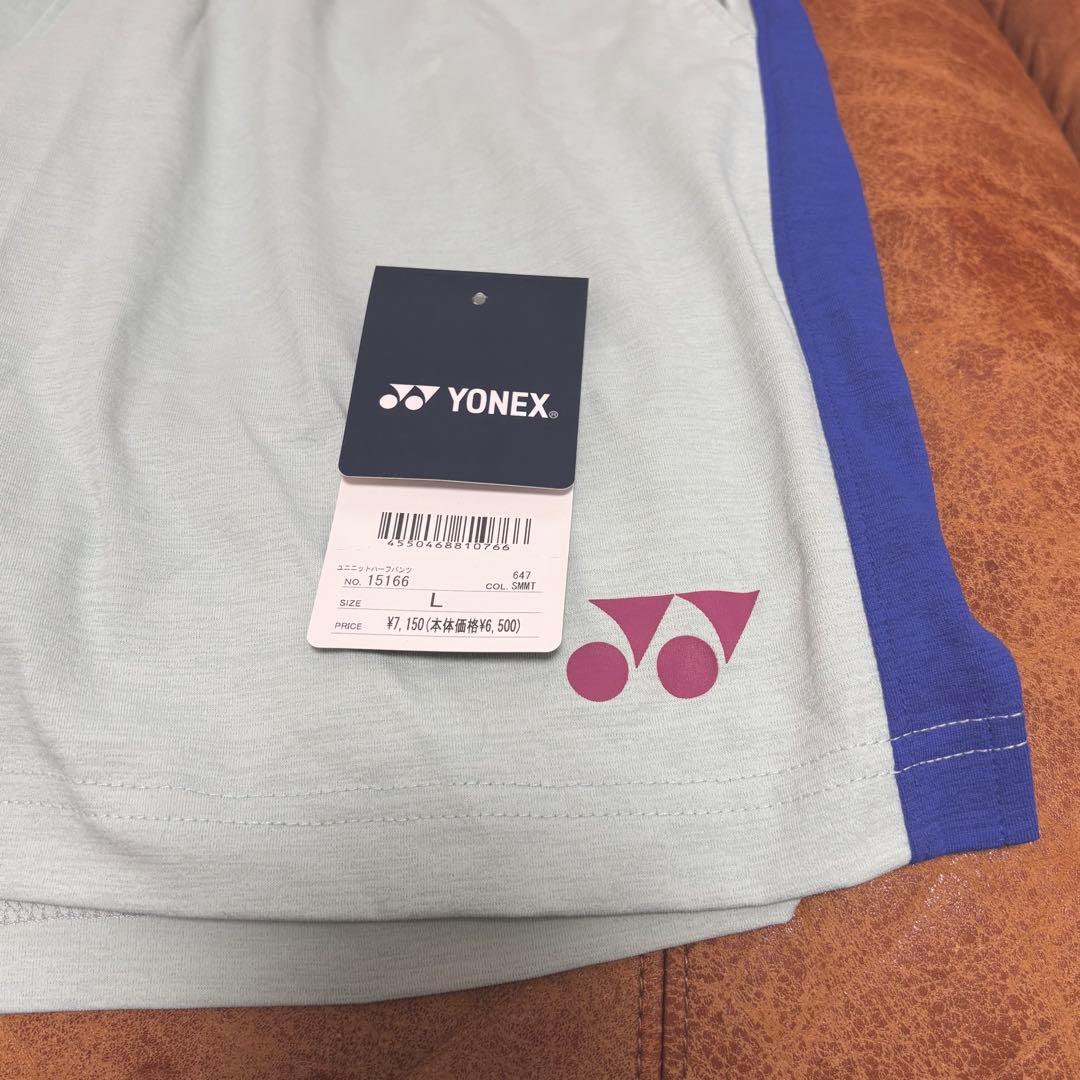 YONEX®
4550468810766
ユニニットハーフパンツ 647
NO. 15166 COL. SMMT
SIZE L
PRICE ¥7,150(本体価格¥6,500)